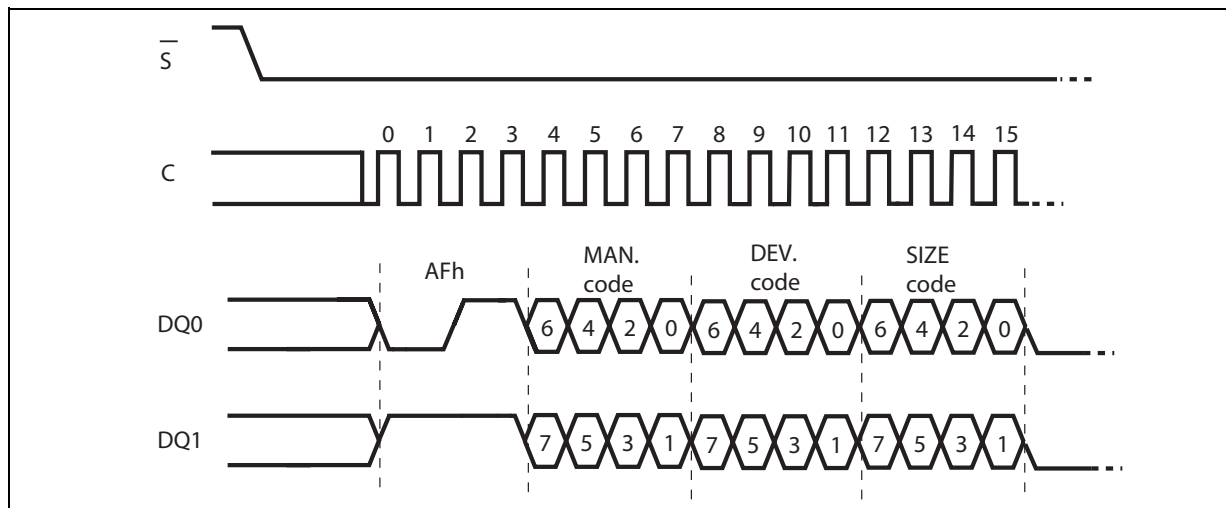 S̅
0 1 2 3 4 5 6 7 8 9 10 11 12 13 14 15
C
AFh
MAN.
code
DEV.
code
SIZE
code
DQ0
6 4 2 0 6 4 2 0 6 4 2 0
DQ1
7 5 3 1 7 5 3 1 7 5 3 1